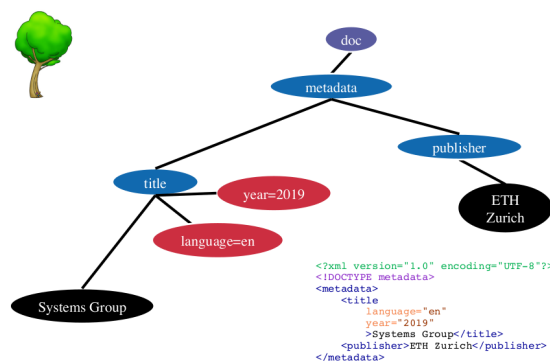 doc
metadata
publisher
title
year=2019
ETH
Zurich
language=en
Systems Group
<?xml version="1.0" encoding="UTF-8"?>
<!DOCTYPE metadata>
<metadata>
<title
language="en"
year="2019"
>Systems Group</title>
<publisher>ETH Zurich</publisher>
</metadata>